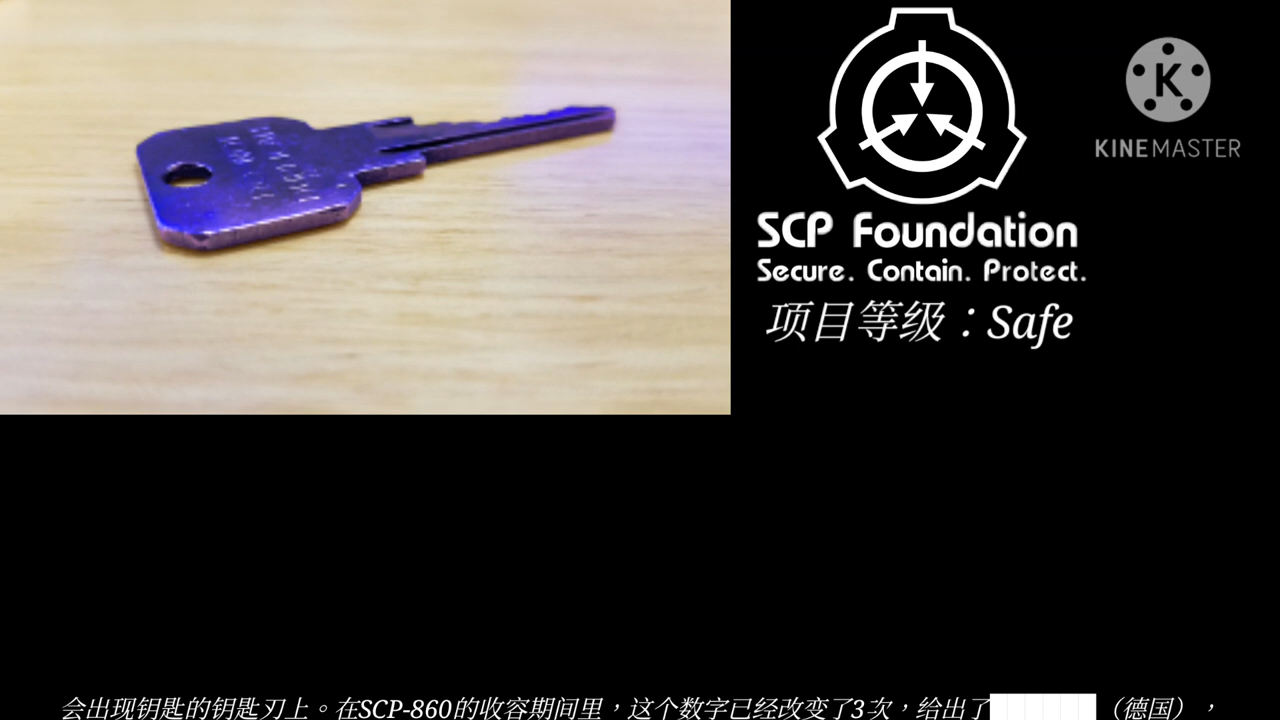 SCP Foundation
Secure. Contain. Protect.
项目等级：Safe
K
KINEMASTER
会出现钥匙的钥匙刃上。在SCP-860的收容期间里，这个数字已经改变了3次，给出了██████（德国），